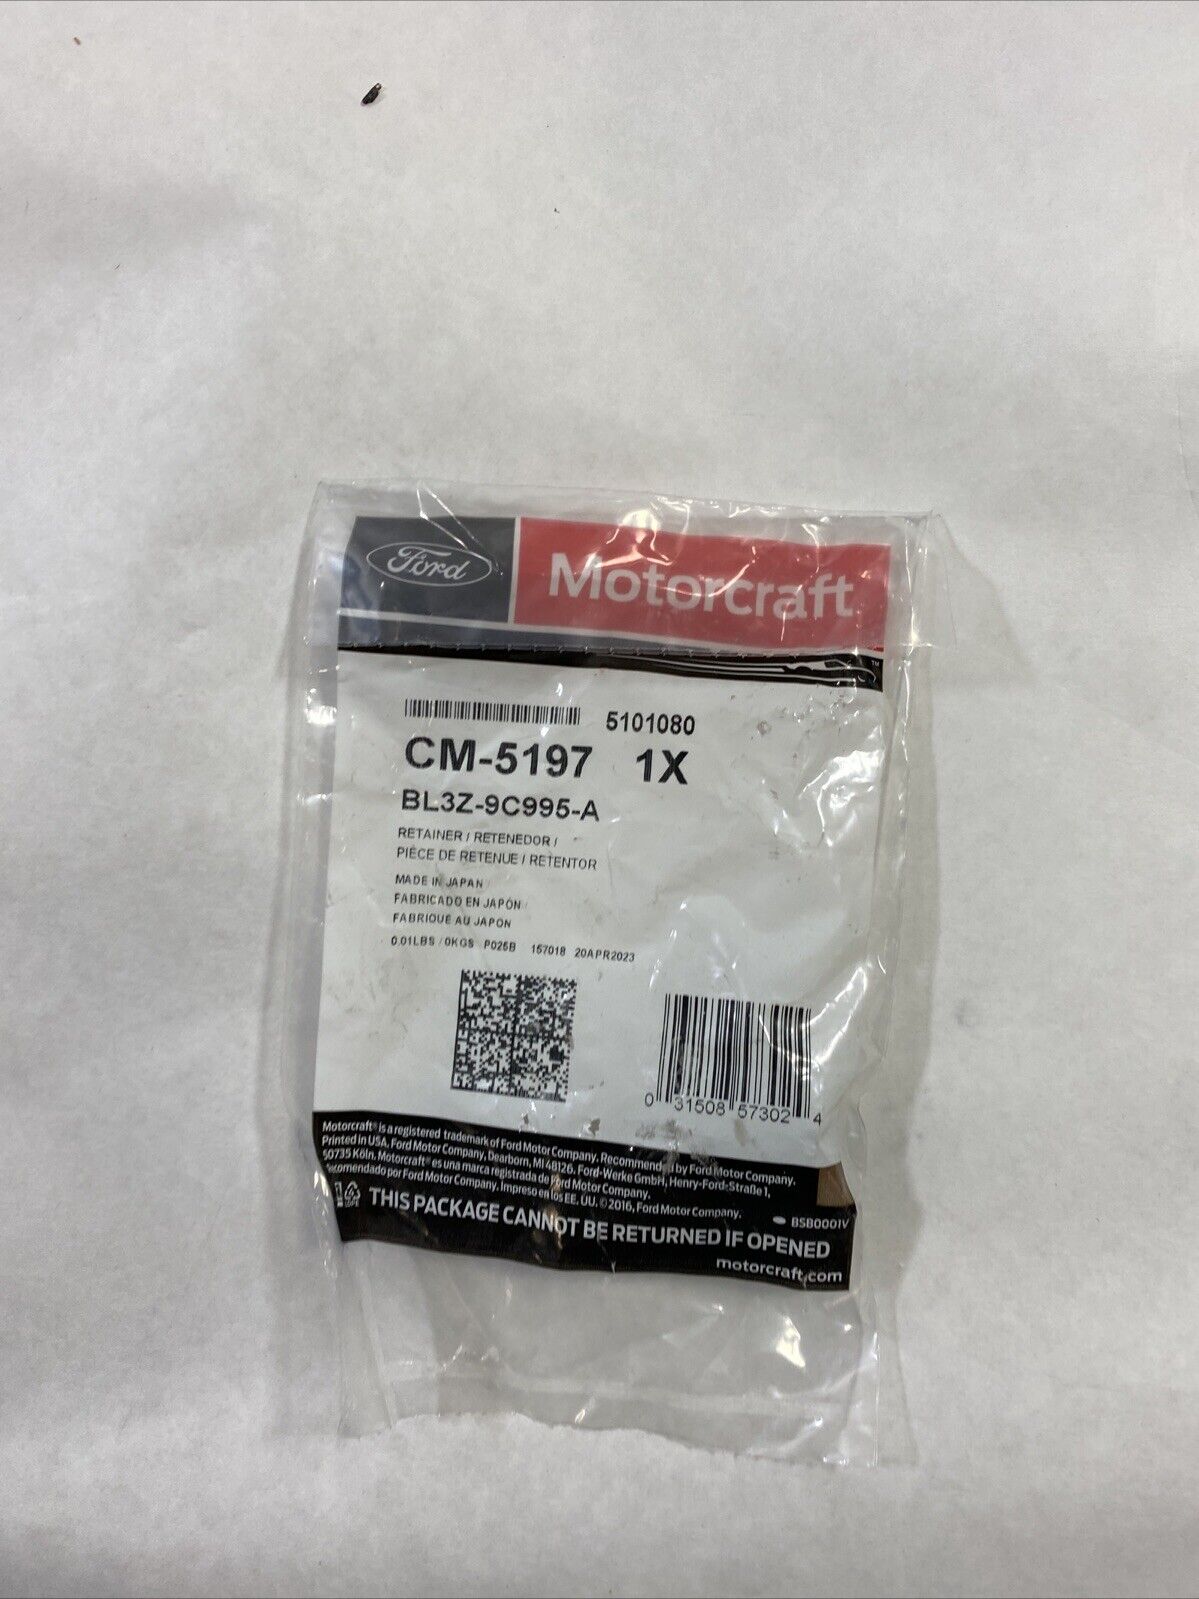 Ford Motorcraft
TM
5101080
CM-5197 1X
BL3Z-9C995-A
RETAINER / RETENEDOR /
PIÈCE DE RETENUE / RETENTOR
MADE IN JAPAN
FABRICADO EN JAPÓN
FABRIQUÉ AU JAPON
0.01LBS / 0KGS P025B 157018 20APR2023
0 31508 57302 4
Motorcraft® is a registered trademark of Ford Motor Company. Recommended by Ford Motor Company.
Printed in USA. Ford Motor Company, Dearborn, MI 48126. Ford-Werke GmbH, Henry-Ford-Straße 1,
50735 Köln. Motorcraft® es una marca registrada de Ford Motor Company.
Recomendado por Ford Motor Company. Impreso en los EE. UU. © 2016, Ford Motor Company.
BSB0001V
THIS PACKAGE CANNOT BE RETURNED IF OPENED
motorcraft.com